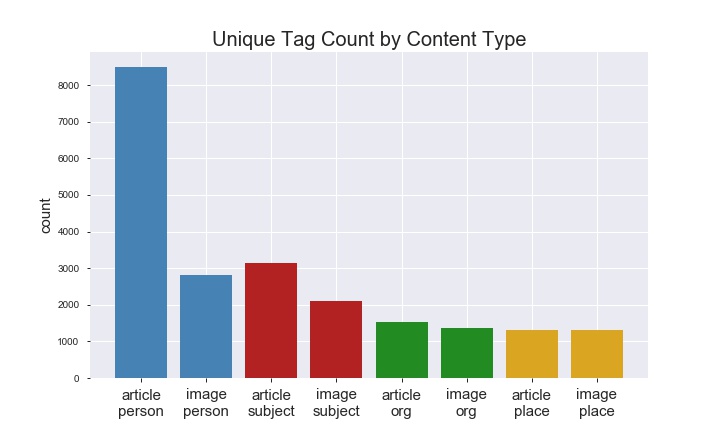 Unique Tag Count by Content Type
count
8000
7000
6000
5000
4000
3000
2000
1000
0
article image article image article image article image
person person subject subject org org place place